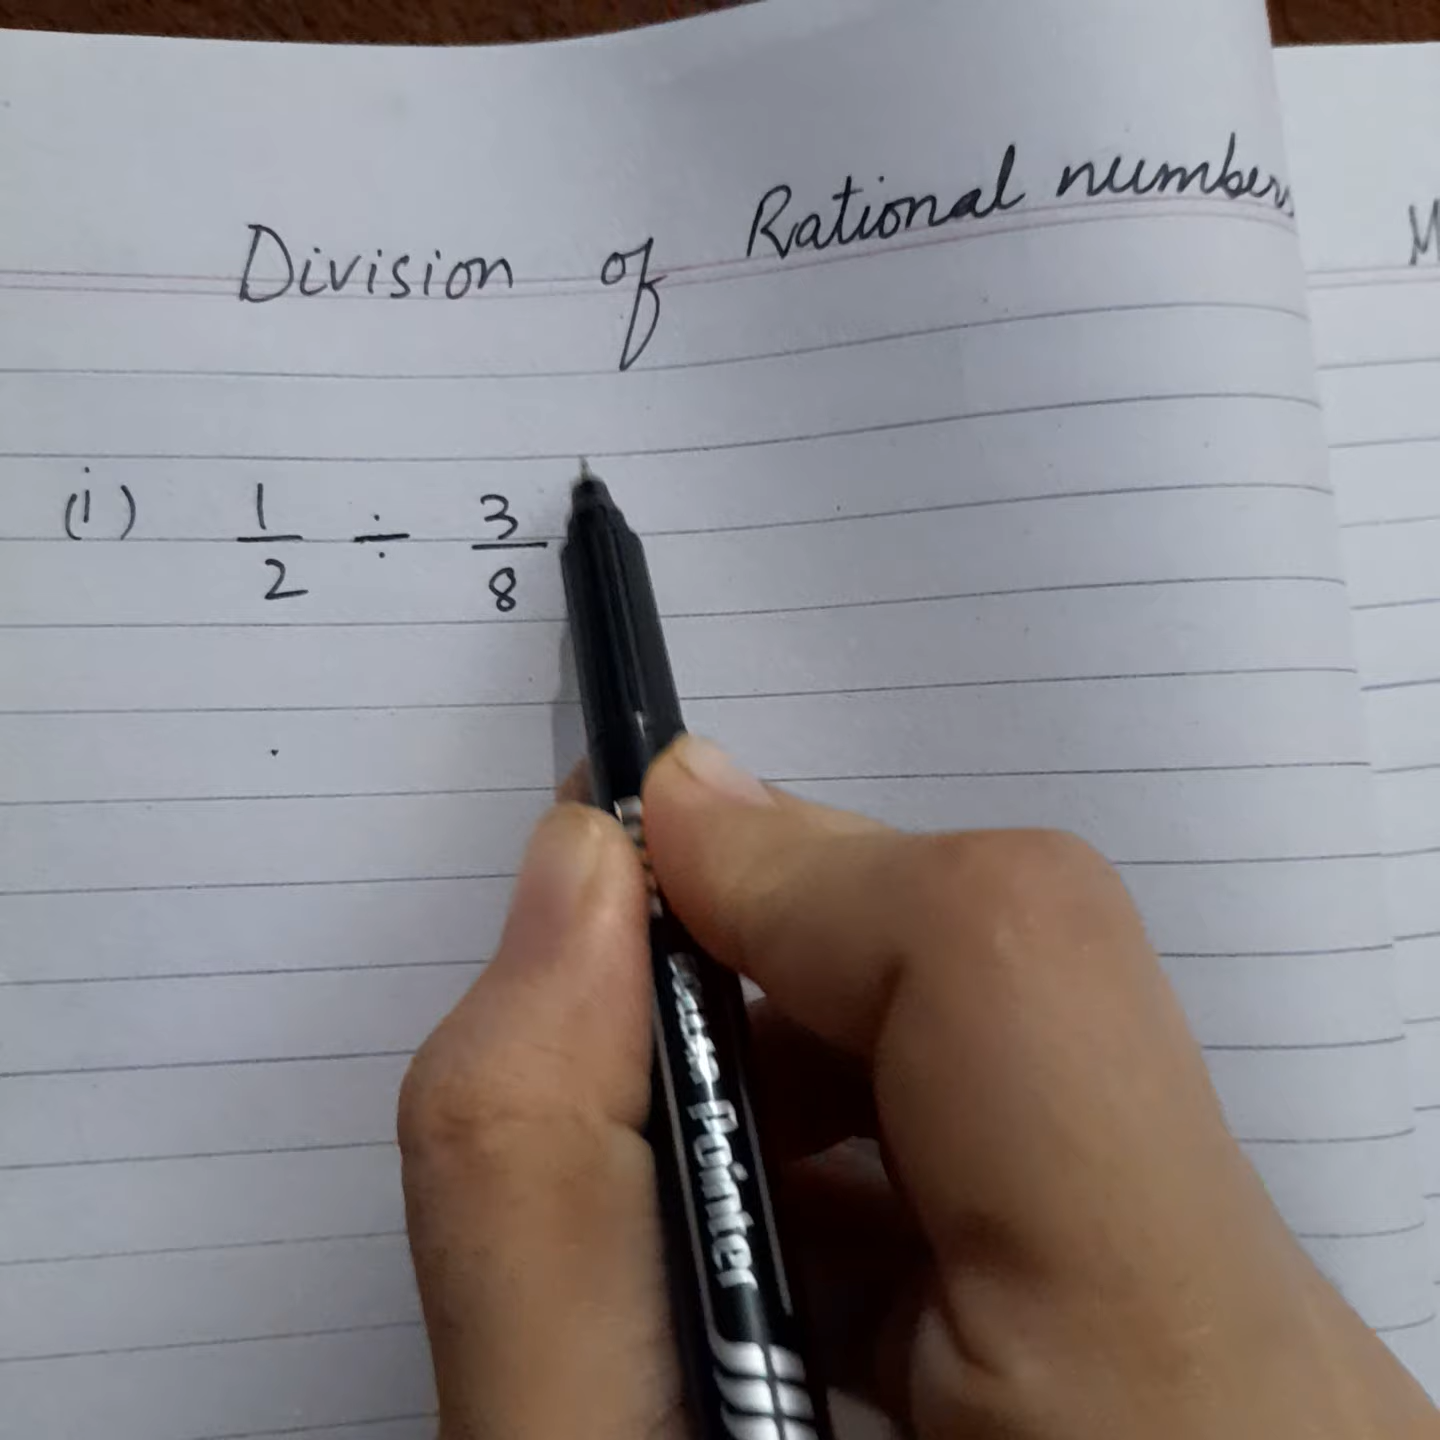 Division of Rational numbers
(i) 1/2 ÷ 3/8
Pointer
M